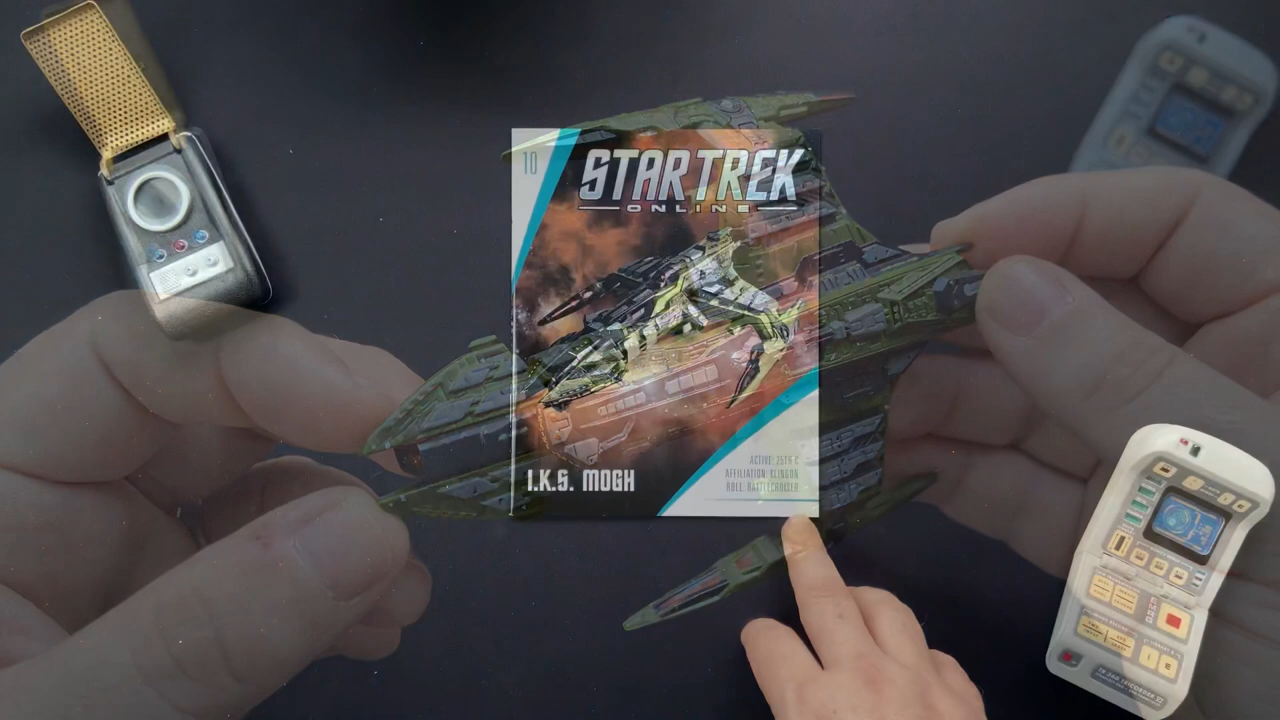 10
STAR TREK
ONLINE
I.K.S. MOGH
ACTIVE: 25TH C
AFFILIATION: KLINGON
ROLE: BATTLECRUISER